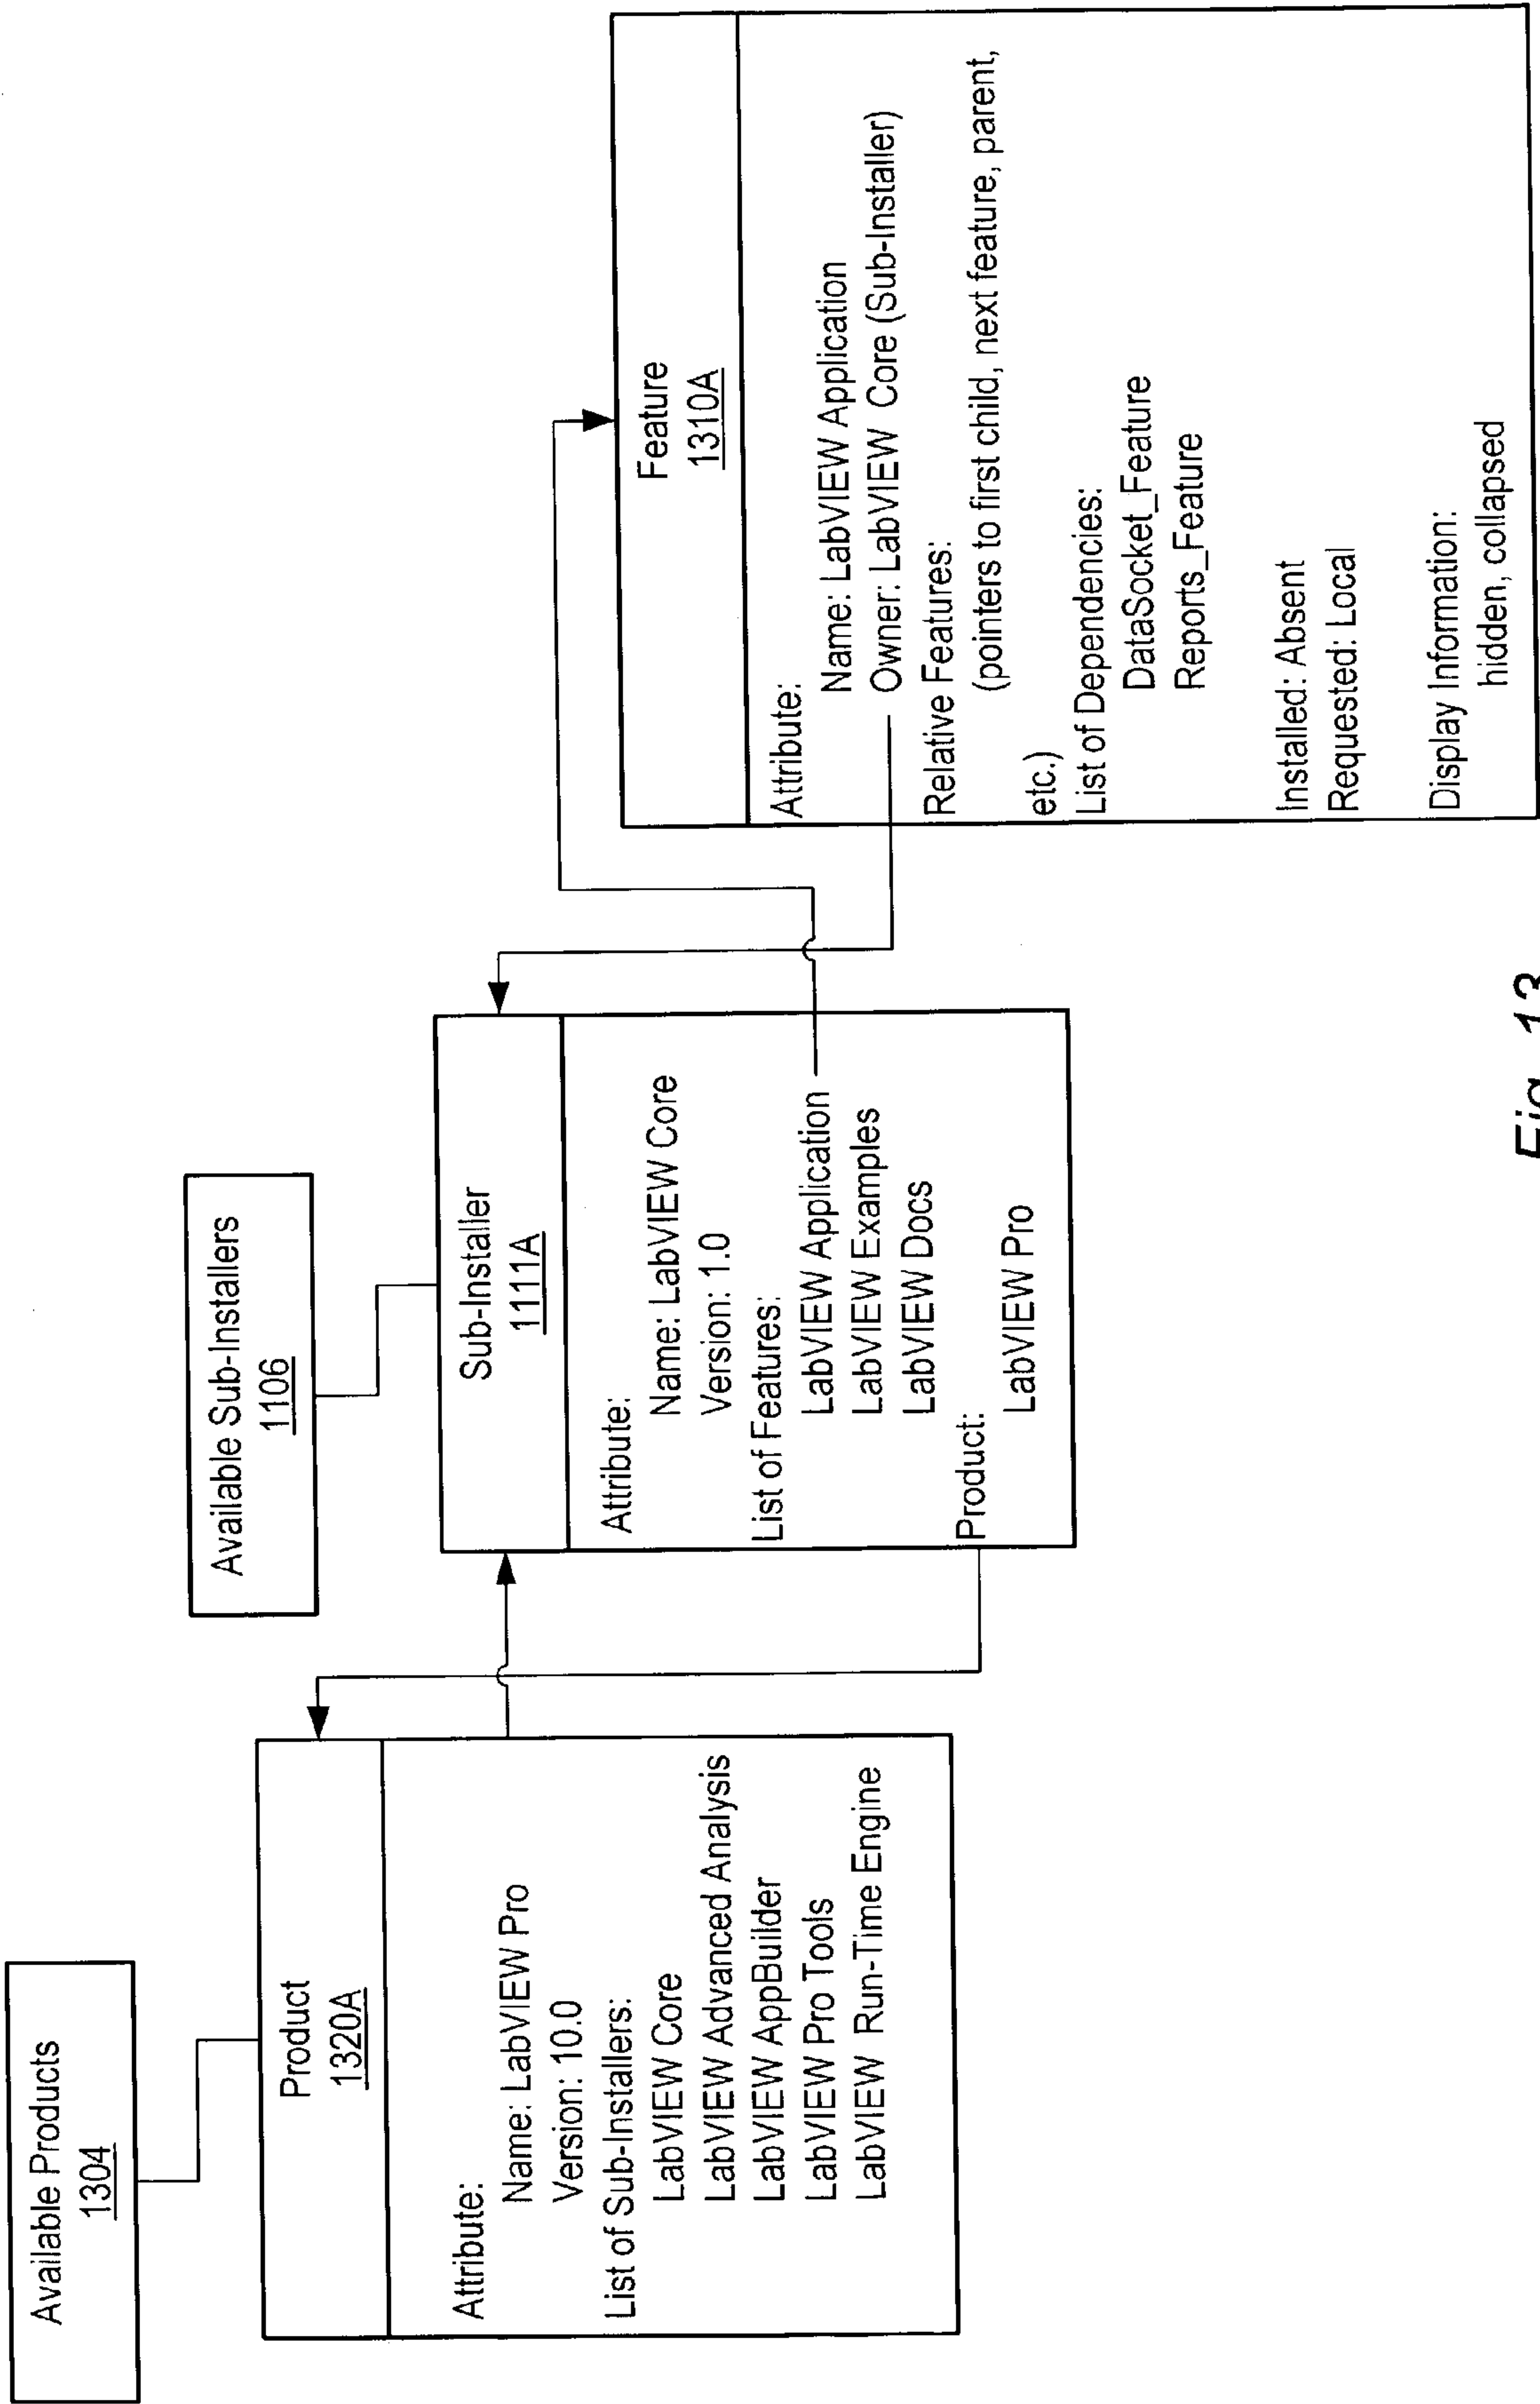 Available Products
1304
Product
1320A
Attribute:
Name: LabVIEW Pro
Version: 10.0
List of Sub-Installers:
LabVIEW Core
LabVIEW Advanced Analysis
LabVIEW AppBuilder
LabVIEW Pro Tools
LabVIEW Run-Time Engine
Available Sub-Installers
1106
Sub-Installer
1111A
Attribute:
Name: LabVIEW Core
Version: 1.0
List of Features:
LabVIEW Application
LabVIEW Examples
LabVIEW Docs
Product:
LabVIEW Pro
Feature
1310A
Attribute:
Name: LabVIEW Application
Owner: LabVIEW Core (Sub-Installer)
Relative Features:
(pointers to first child, next feature, parent,
etc.)
List of Dependencies:
DataSocket_Feature
Reports_Feature
Installed: Absent
Requested: Local
Display Information:
hidden, collapsed
Fig. 13